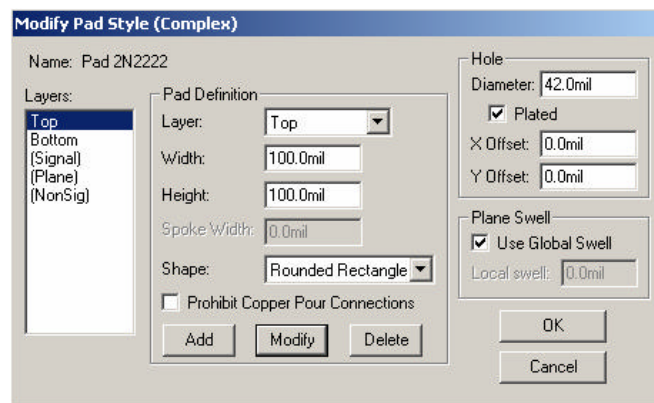 Modify Pad Style (Complex)
Name: Pad 2N2222
Layers:
Top
Bottom
(Signal)
(Plane)
(NonSig)
Pad Definition
Layer: Top
Width: 100.0mil
Height: 100.0mil
Spoke Width: 0.0mil
Shape: Rounded Rectangle
Prohibit Copper Pour Connections
Add Modify Delete
Hole
Diameter: 42.0mil
Plated
X Offset: 0.0mil
Y Offset: 0.0mil
Plane Swell
Use Global Swell
Local swell: 0.0mil
OK
Cancel